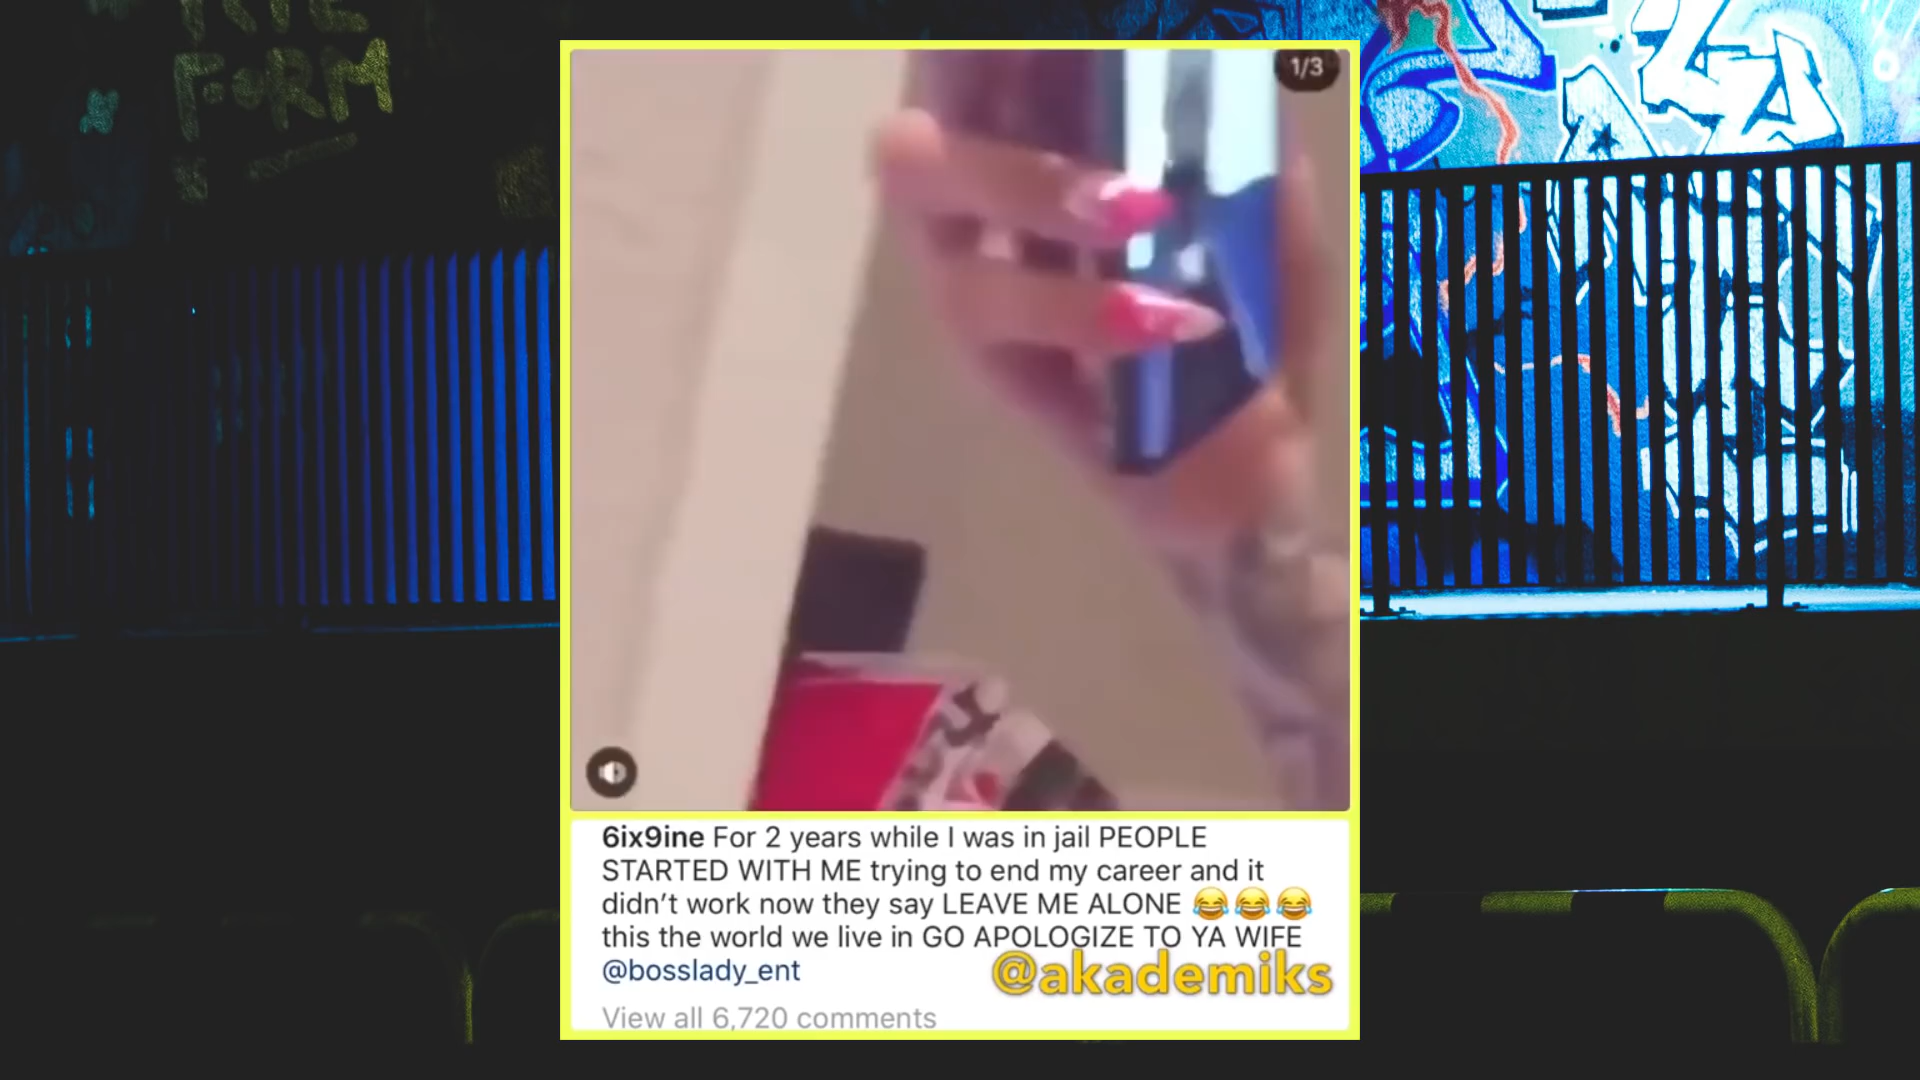 FORM
1/3
6ix9ine For 2 years while I was in jail PEOPLE
STARTED WITH ME trying to end my career and it
didn’t work now they say LEAVE ME ALONE 😂😂😂
this the world we live in GO APOLOGIZE TO YA WIFE
@bosslady_ent
@akademiks
View all 6,720 comments